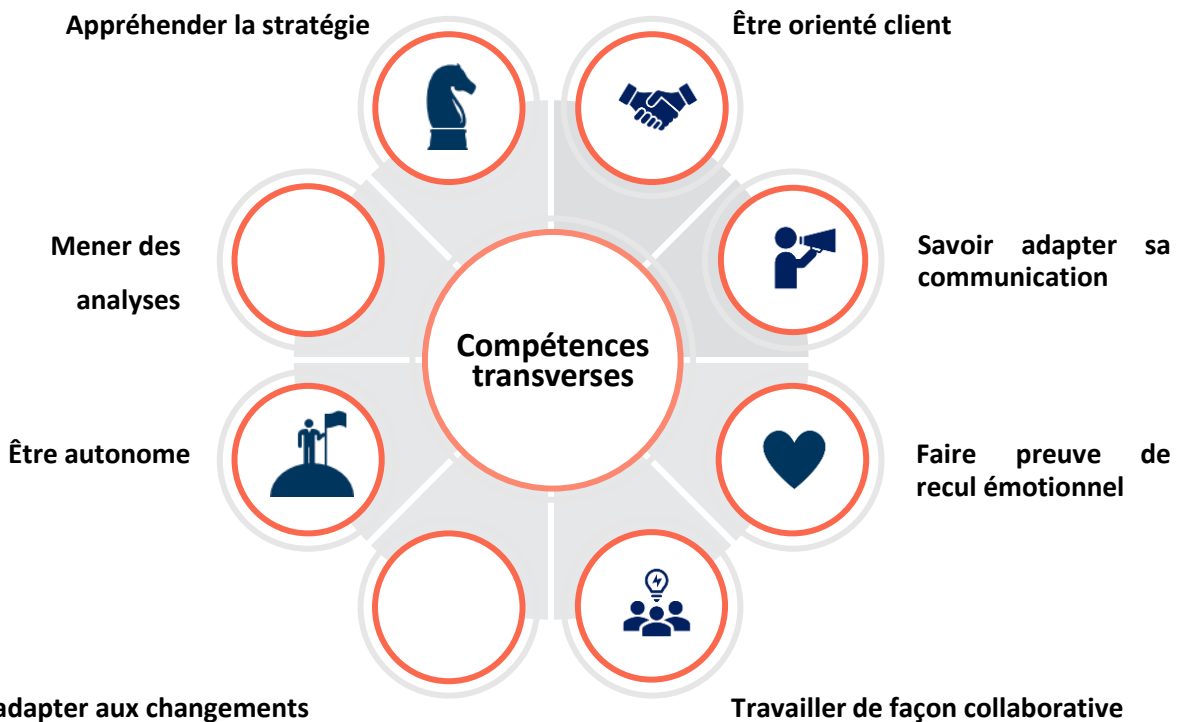 Appréhender la stratégie
Être orienté client
Mener des
analyses
Savoir adapter sa
communication
Compétences
transverses
Être autonome
Faire preuve de
recul émotionnel
adapter aux changements
Travailler de façon collaborative